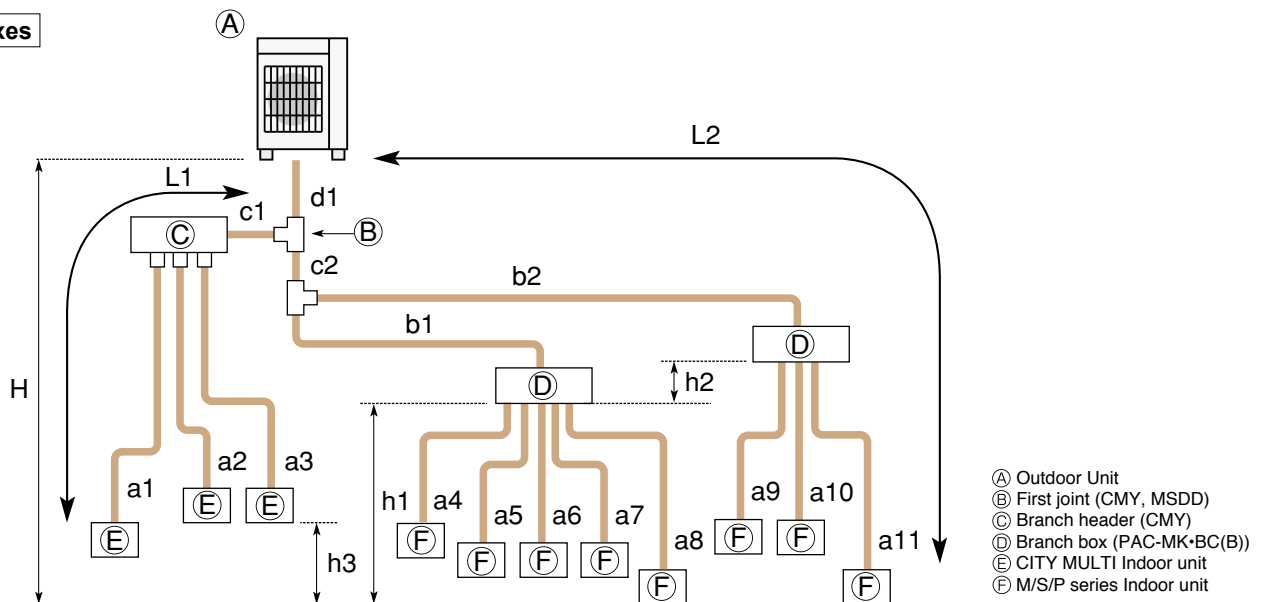 xes
A
L2
L1
d1
c1
B
C
c2
b2
b1
D
D
h2
H
a3
a2
a1
E
E
E
h1
a4
a5
a6
a7
a8
a9
a10
a11
F
F
F
F
F
F
F
F
h3
A Outdoor Unit
B First joint (CMY, MSDD)
C Branch header (CMY)
D Branch box (PAC-MK•BC(B))
E CITY MULTI Indoor unit
F M/S/P series Indoor unit